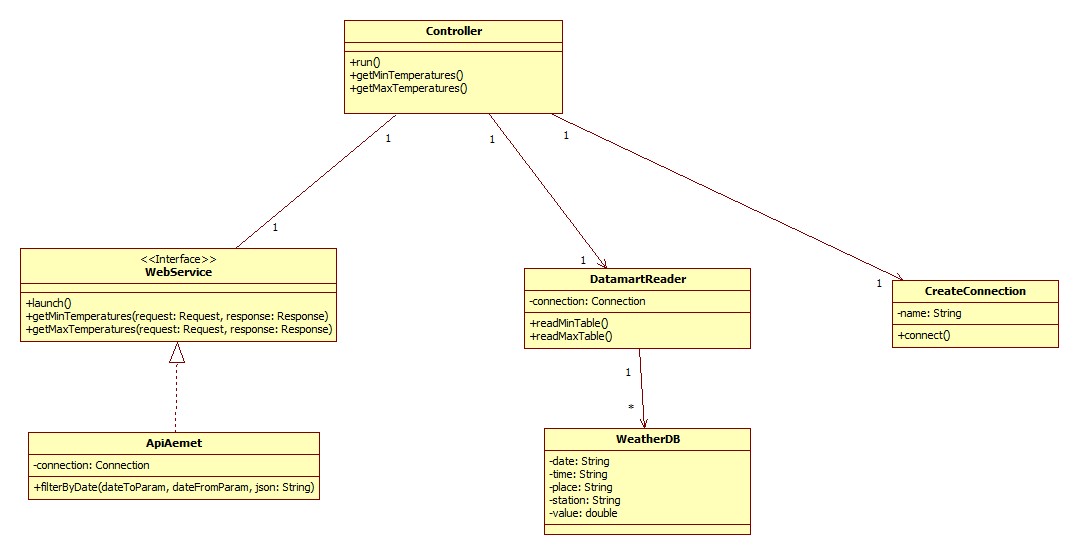 Controller
+run()
+getMinTemperatures()
+getMaxTemperatures()
1
1
1
1
1
1
<<Interface>>
WebService
+launch()
+getMinTemperatures(request: Request, response: Response)
+getMaxTemperatures(request: Request, response: Response)
DatamartReader
-connection: Connection
+readMinTable()
+readMaxTable()
CreateConnection
-name: String
+connect()
1
*
ApiAemet
-connection: Connection
+filterByDate(dateToParam, dateFromParam, json: String)
WeatherDB
-date: String
-time: String
-place: String
-station: String
-value: double